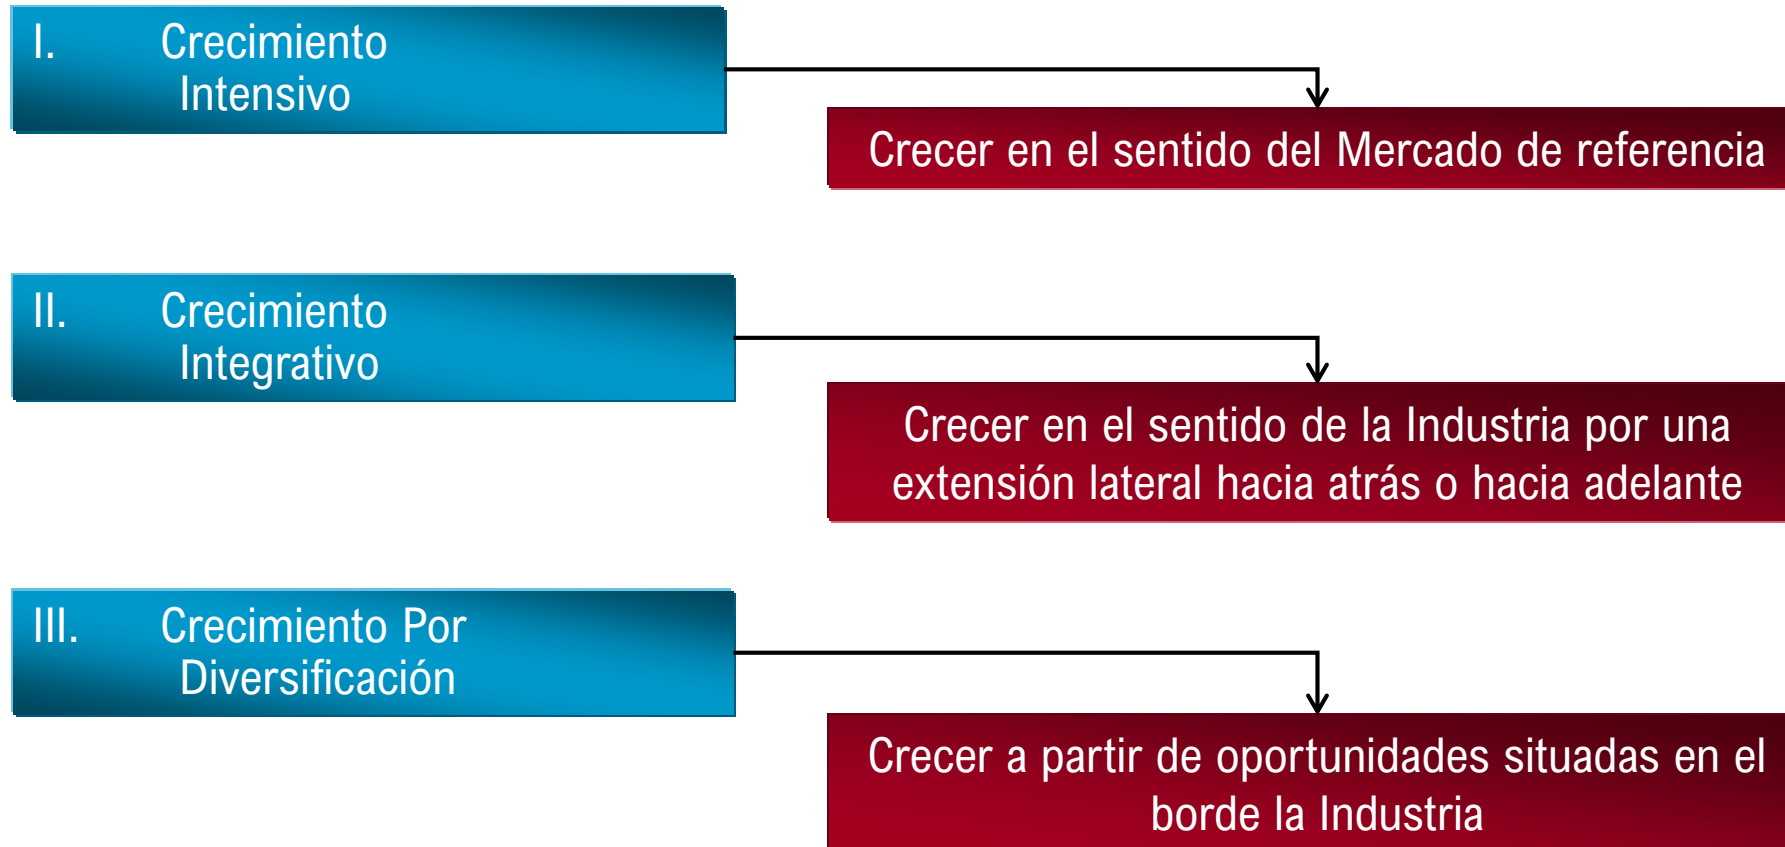 I. Crecimiento
Intensivo
Crecer en el sentido del Mercado de referencia
II. Crecimiento
Integrativo
Crecer en el sentido de la Industria por una
extensión lateral hacia atrás o hacia adelante
III. Crecimiento Por
Diversificación
Crecer a partir de oportunidades situadas en el
borde la Industria